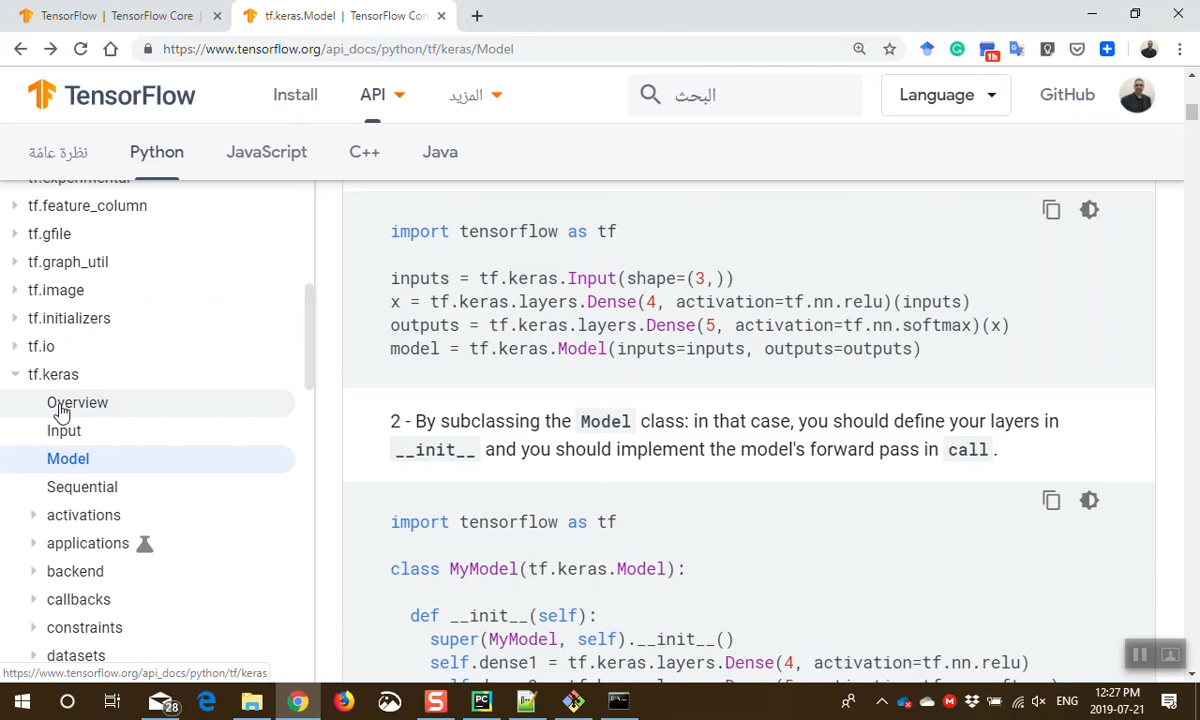 TensorFlow | TensorFlow Core
tf.keras.Model | TensorFlow Cor
https://www.tensorflow.org/api_docs/python/tf/keras/Model
1h
TensorFlow
Install
API
المزيد
البحث
Language
GitHub
نظرة عامّة
Python
JavaScript
C++
Java
tf.experimental
tf.feature_column
tf.gfile
tf.graph_util
tf.image
tf.initializers
tf.io
tf.keras
Overview
Input
Model
Sequential
activations
applications
backend
callbacks
constraints
datasets
https://www.tensorflow.org/api_docs/python/tf/keras
import tensorflow as tf
inputs = tf.keras.Input(shape=(3,))
x = tf.keras.layers.Dense(4, activation=tf.nn.relu)(inputs)
outputs = tf.keras.layers.Dense(5, activation=tf.nn.softmax)(x)
model = tf.keras.Model(inputs=inputs, outputs=outputs)
2 - By subclassing the Model class: in that case, you should define your layers in
__init__ and you should implement the model's forward pass in call.
import tensorflow as tf
class MyModel(tf.keras.Model):
def __init__(self):
super(MyModel, self).__init__()
self.dense1 = tf.keras.layers.Dense(4, activation=tf.nn.relu)
28
ENG
12:27 PM
2019-07-21